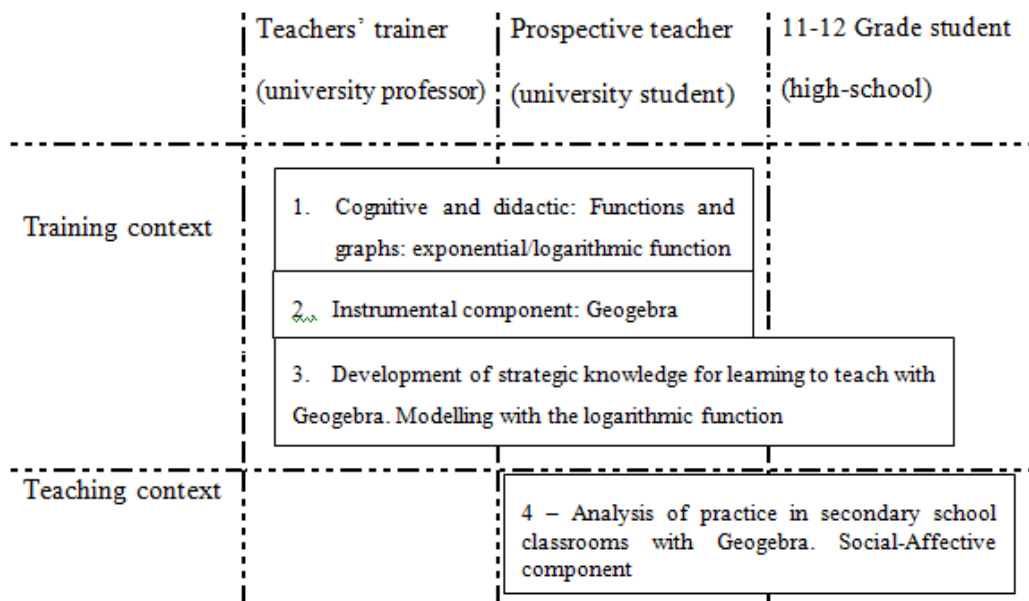 Teachers' trainer
(university professor)
Prospective teacher
(university student)
11-12 Grade student
(high-school)
Training context
1. Cognitive and didactic: Functions and
graphs: exponential/logarithmic function
2.. Instrumental component: Geogebra
3. Development of strategic knowledge for learning to teach with
Geogebra. Modelling with the logarithmic function
Teaching context
4 – Analysis of practice in secondary school
classrooms with Geogebra. Social-Affective
component